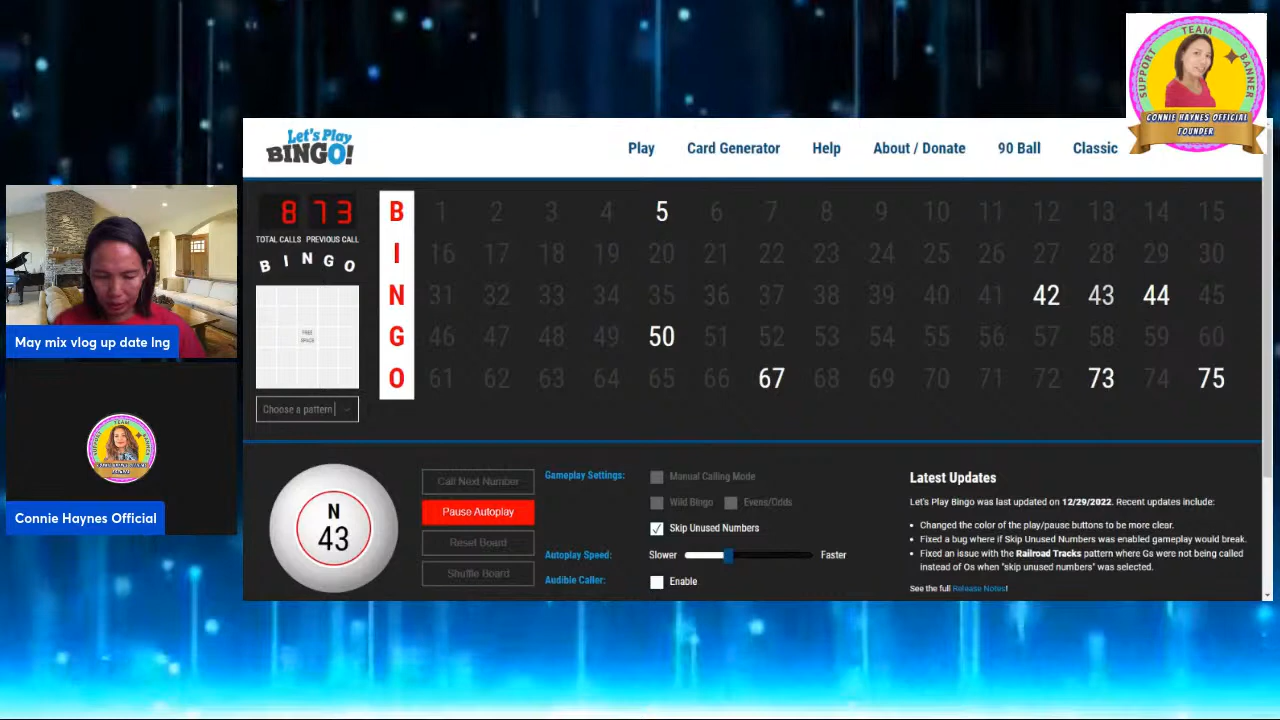 SUPPORT TEAM BANNER
CONNIE HAYNES OFFICIAL
FOUNDER
Let's Play
BINGO!
Play Card Generator Help About / Donate 90 Ball Classic
8 73
TOTAL CALLS PREVIOUS CALL
B I N G O
FREE
SPACE
Choose a pattern
B 1 2 3 4 5 6 7 8 9 10 11 12 13 14 15
I 16 17 18 19 20 21 22 23 24 25 26 27 28 29 30
N 31 32 33 34 35 36 37 38 39 40 41 42 43 44 45
G 46 47 48 49 50 51 52 53 54 55 56 57 58 59 60
O 61 62 63 64 65 66 67 68 69 70 71 72 73 74 75
May mix vlog up date lng
Connie Haynes Official
SUPPORT TEAM BANNER
N
43
Call Next Number
Pause Autoplay
Reset Board
Shuffle Board
Gameplay Settings:
Manual Calling Mode
Wild Bingo Evens/Odds
Skip Unused Numbers
Autoplay Speed: Slower Faster
Audible Caller: Enable
Latest Updates
Let's Play Bingo was last updated on 12/29/2022. Recent updates include:
Changed the color of the play/pause buttons to be more clear.
Fixed a bug where if Skip Unused Numbers was enabled gameplay would break.
Fixed an issue with the Railroad Tracks pattern where Gs were not being called
instead of Os when "skip unused numbers" was selected.
See the full Release Notes!